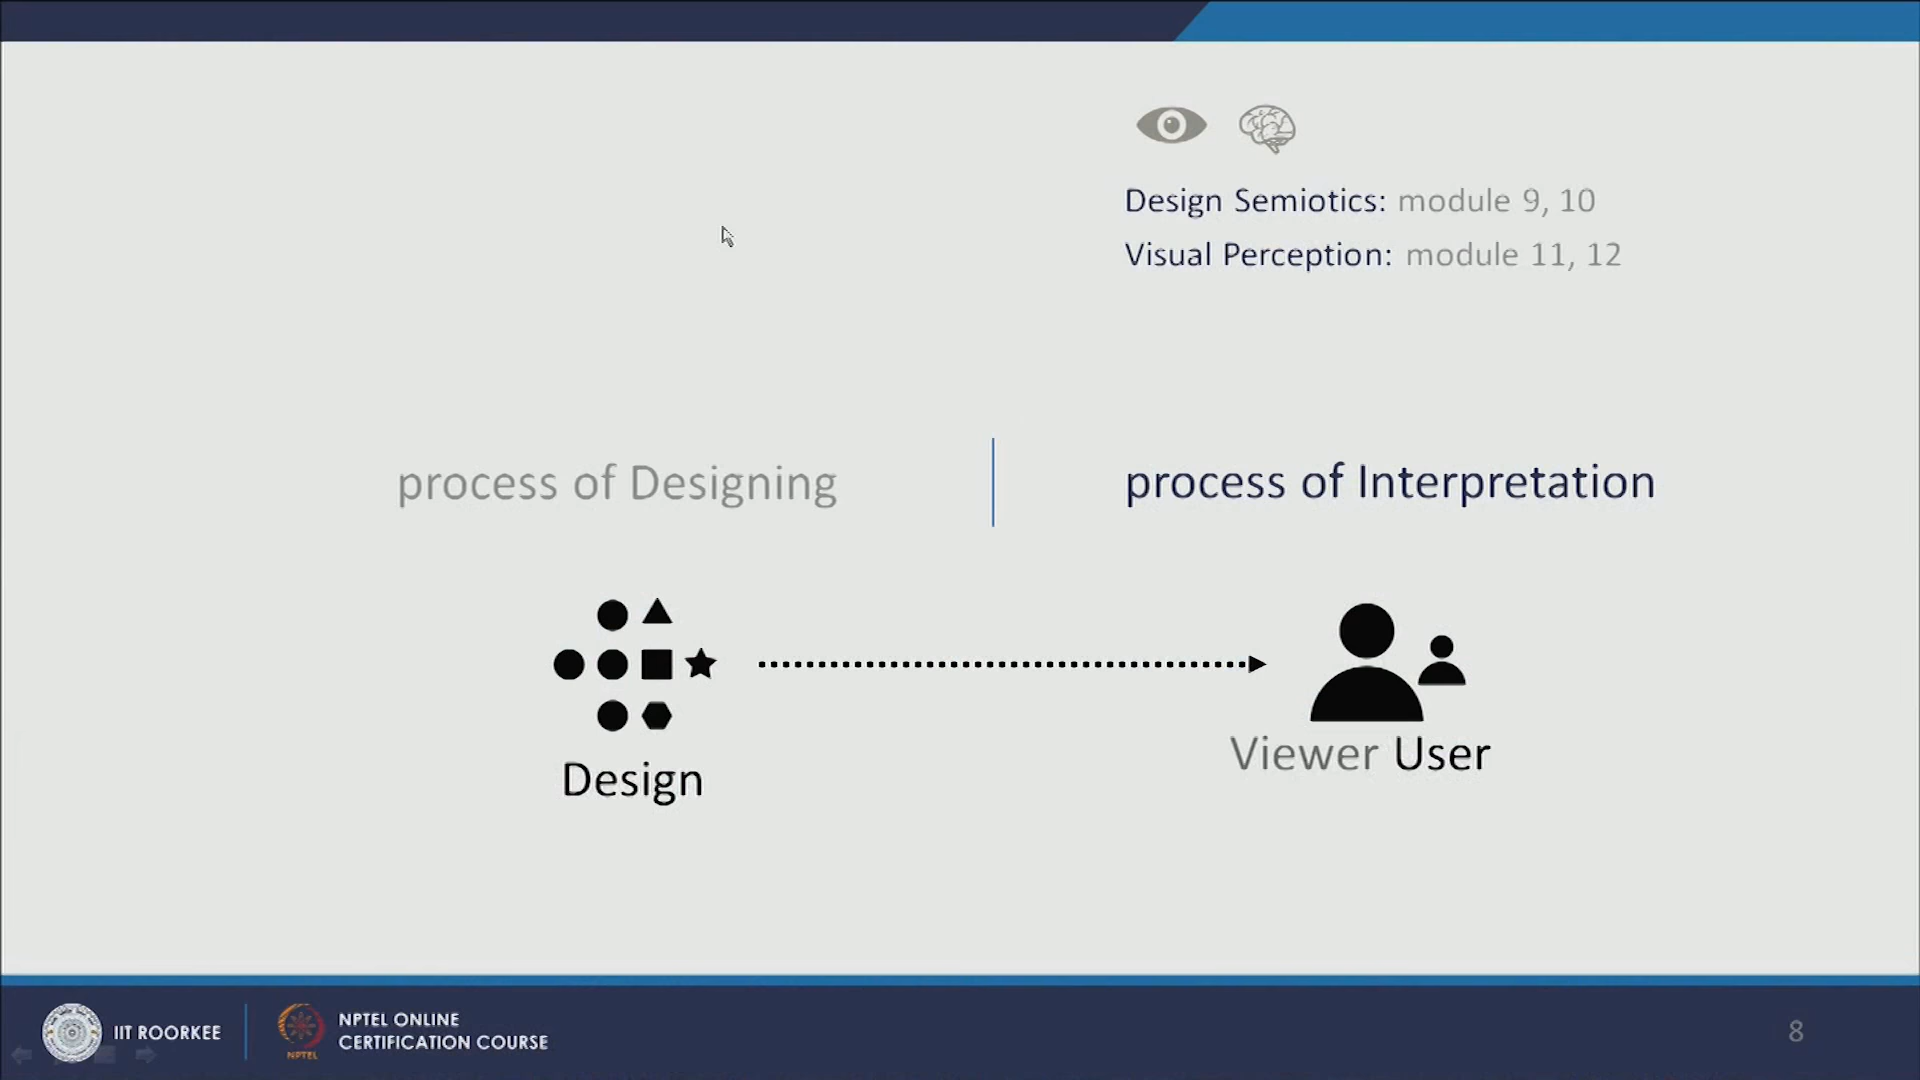 Design Semiotics: module 9, 10
Visual Perception: module 11, 12
process of Designing
process of Interpretation
Design
Viewer User
IIT ROORKEE
NPTEL
NPTEL ONLINE
CERTIFICATION COURSE
8